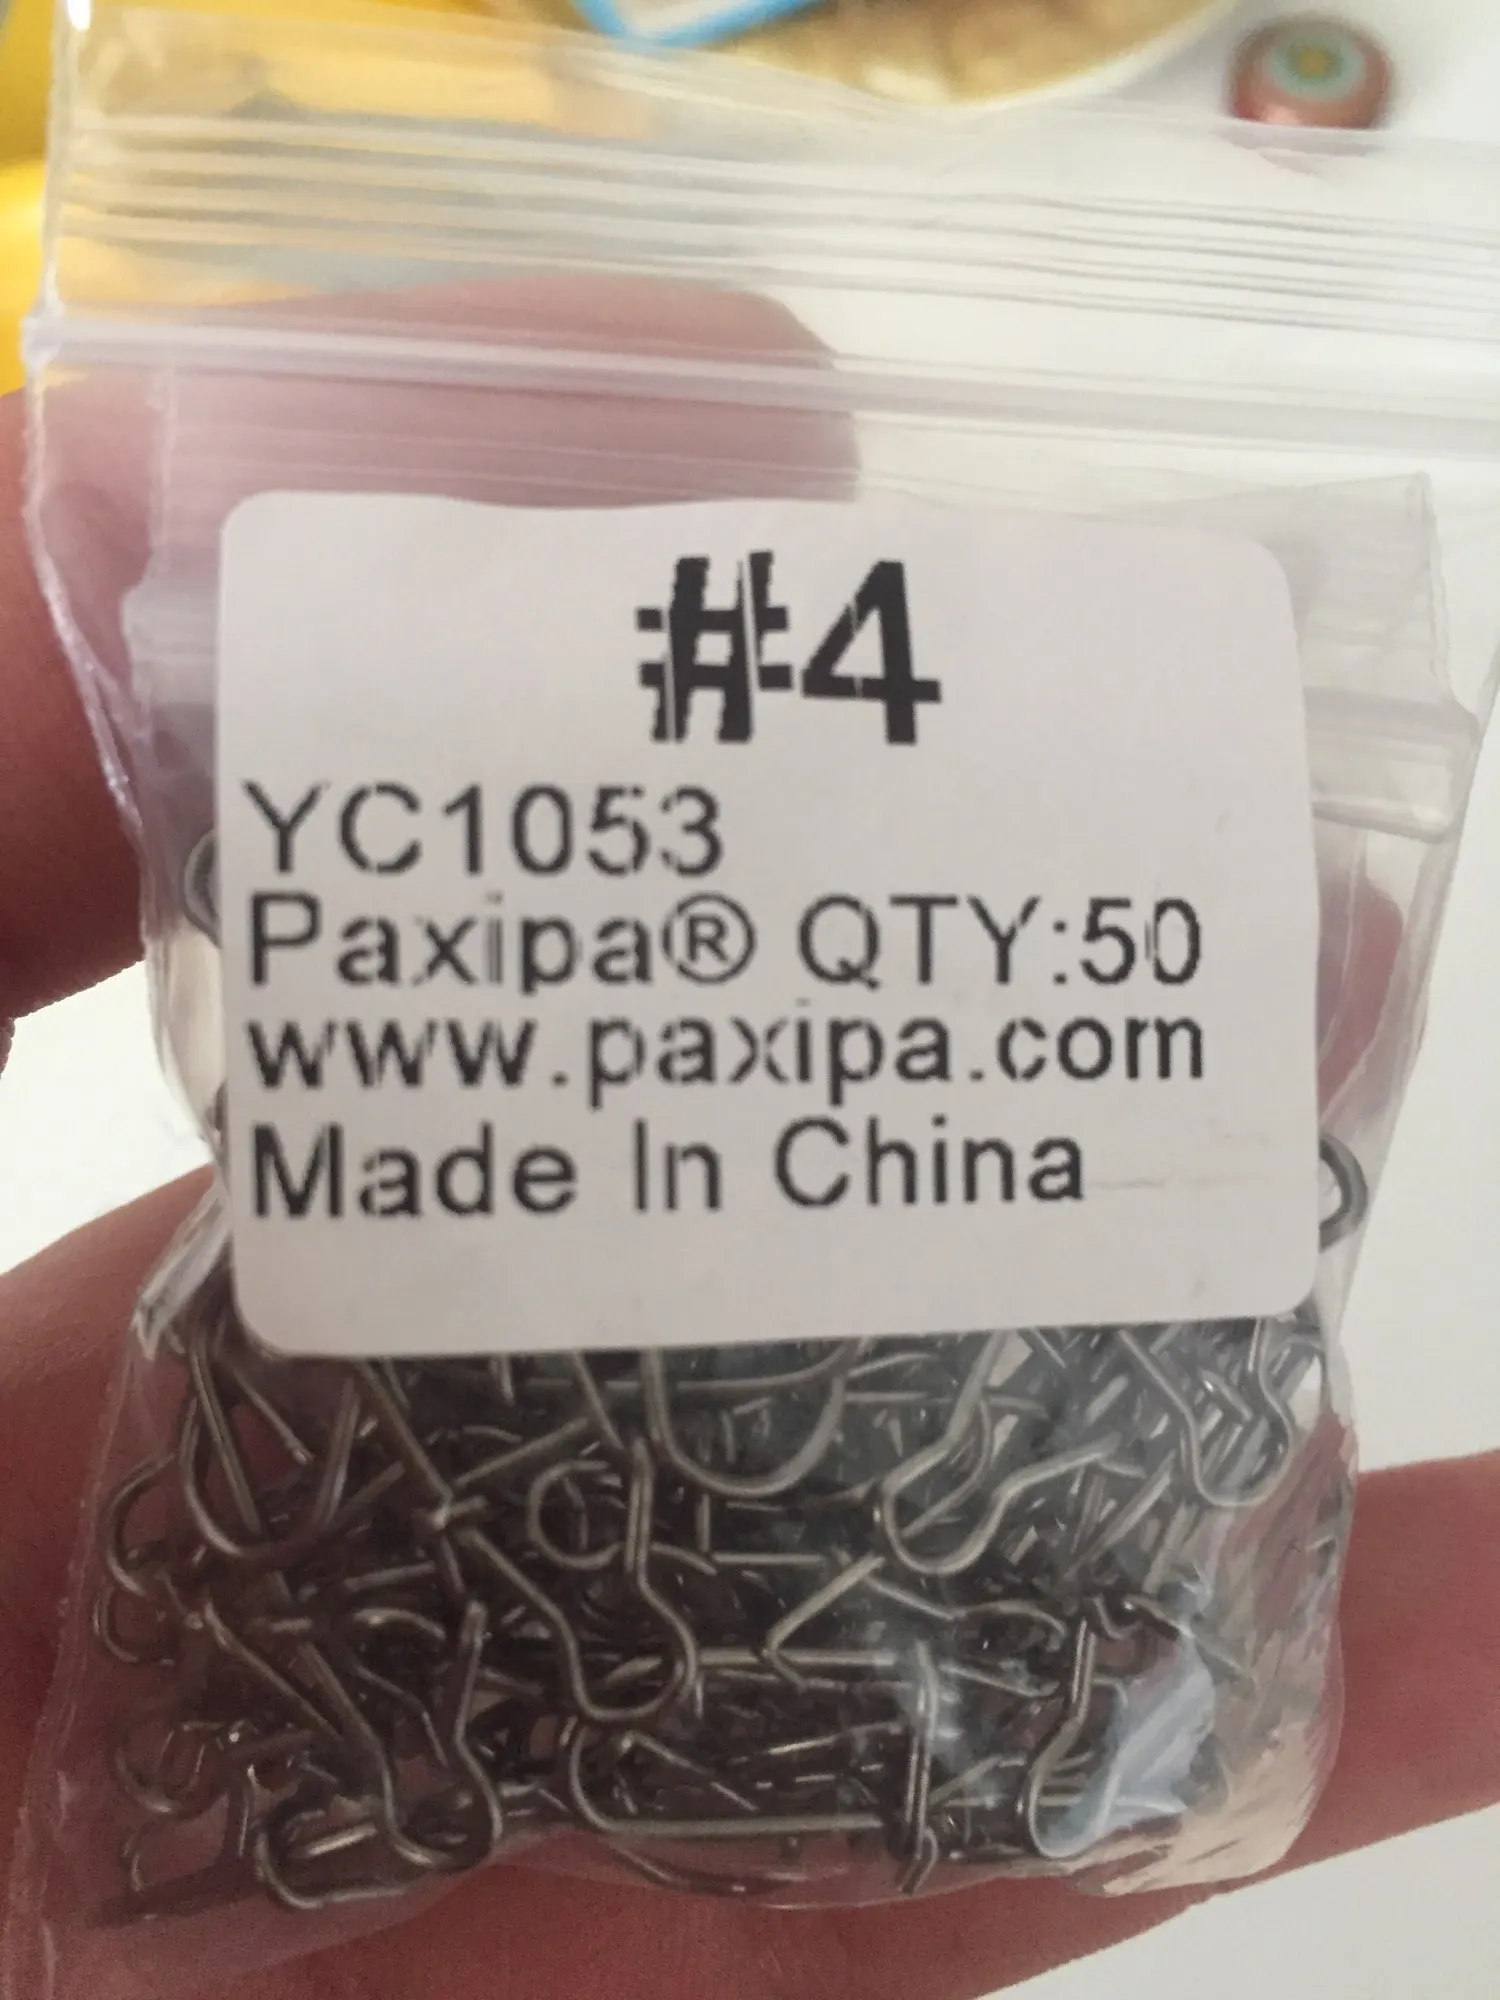 #4
YC1053
Paxipa® QTY:50
www.paxipa.com
Made In China